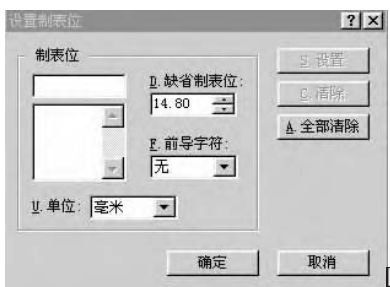 设置制表位
制表位
D.缺省制表位:
14.80
F.前导字符:
无
U.单位: 毫米
S.设置
C.清除
A.全部清除
确定
取消